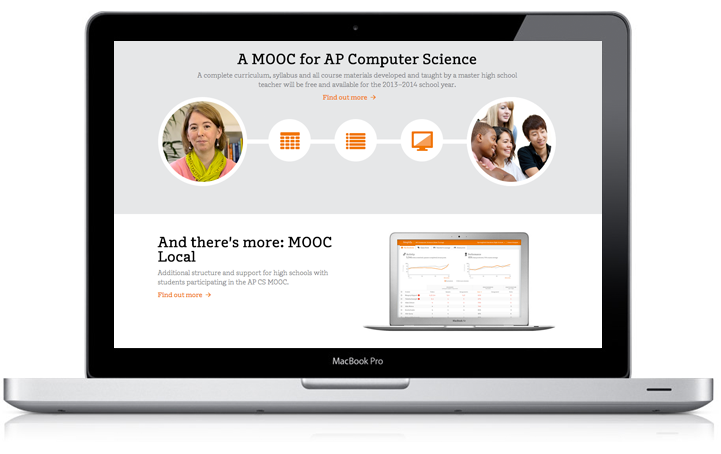 A MOOC for AP Computer Science
A complete curriculum, syllabus and all course materials developed and taught by a master high school
teacher will be free and available for the 2013–2014 school year.
Find out more →
And there's more: MOOC
Local
Additional structure and support for high schools with
students participating in the AP CS MOOC.
Find out more →
MacBook Pro